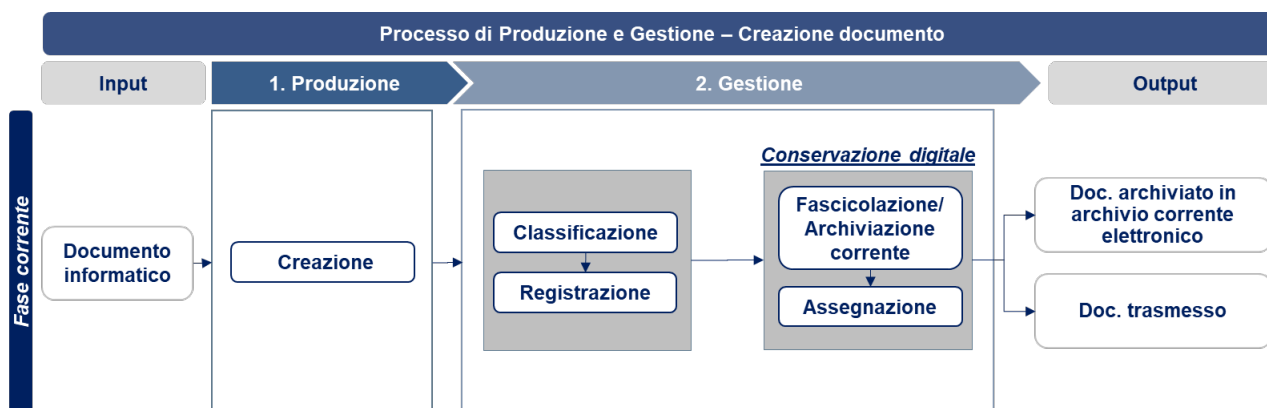 Processo di Produzione e Gestione – Creazione documento
Input
1. Produzione
2. Gestione
Output
Fase corrente
Documento
informatico
Creazione
Classificazione
Registrazione
Conservazione digitale
Fascicolazione/
Archiviazione
corrente
Assegnazione
Doc. archiviato in
archivio corrente
elettronico
Doc. trasmesso